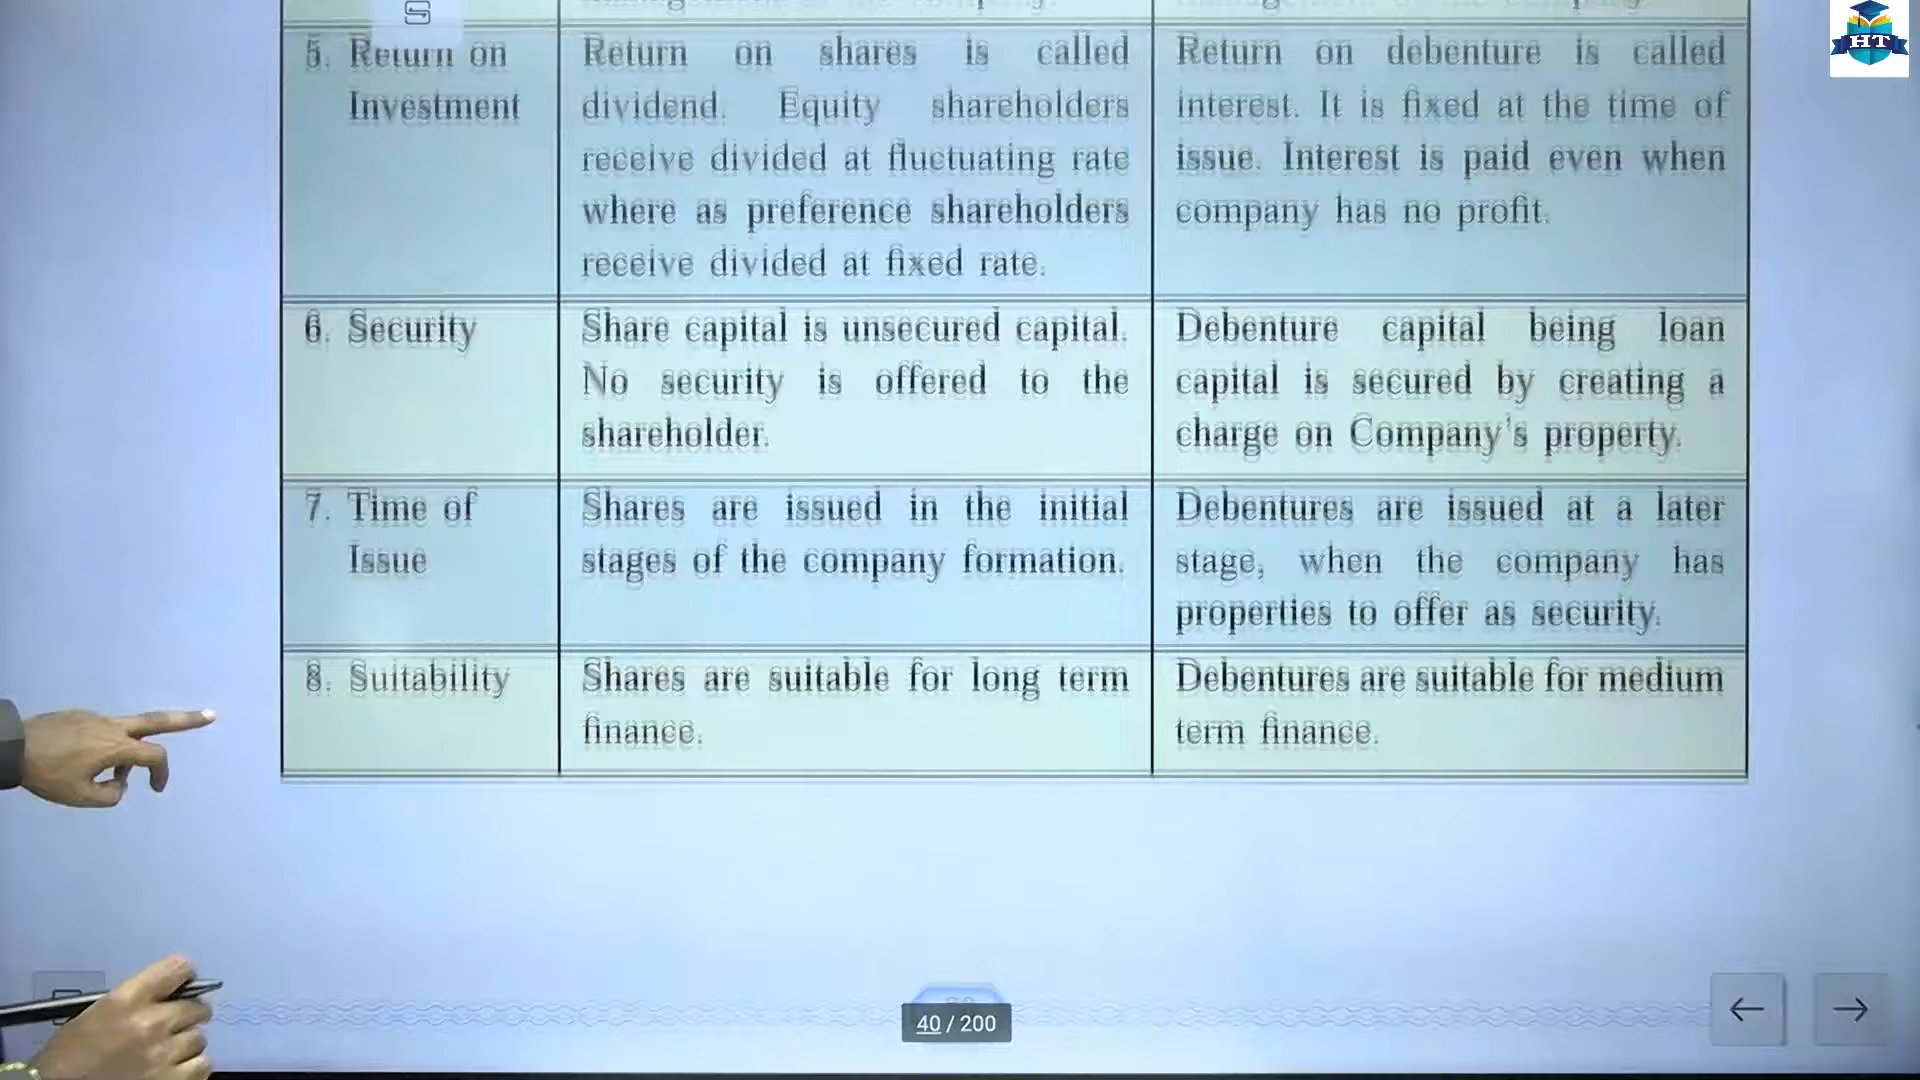 HT
5. Return on
Investment
Return on shares is called
dividend. Equity shareholders
receive divided at fluctuating rate
where as preference shareholders
receive divided at fixed rate.
Return on debenture is called
interest. It is fixed at the time of
issue. Interest is paid even when
company has no profit.
6. Security
Share capital is unsecured capital.
No security is offered to the
shareholder.
Debenture capital being loan
capital is secured by creating a
charge on Company's property.
7. Time of
Issue
Shares are issued in the initial
stages of the company formation.
Debentures are issued at a later
stage, when the company has
properties to offer as security.
8. Suitability
Shares are suitable for long term
finance.
Debentures are suitable for medium
term finance.
40 / 200